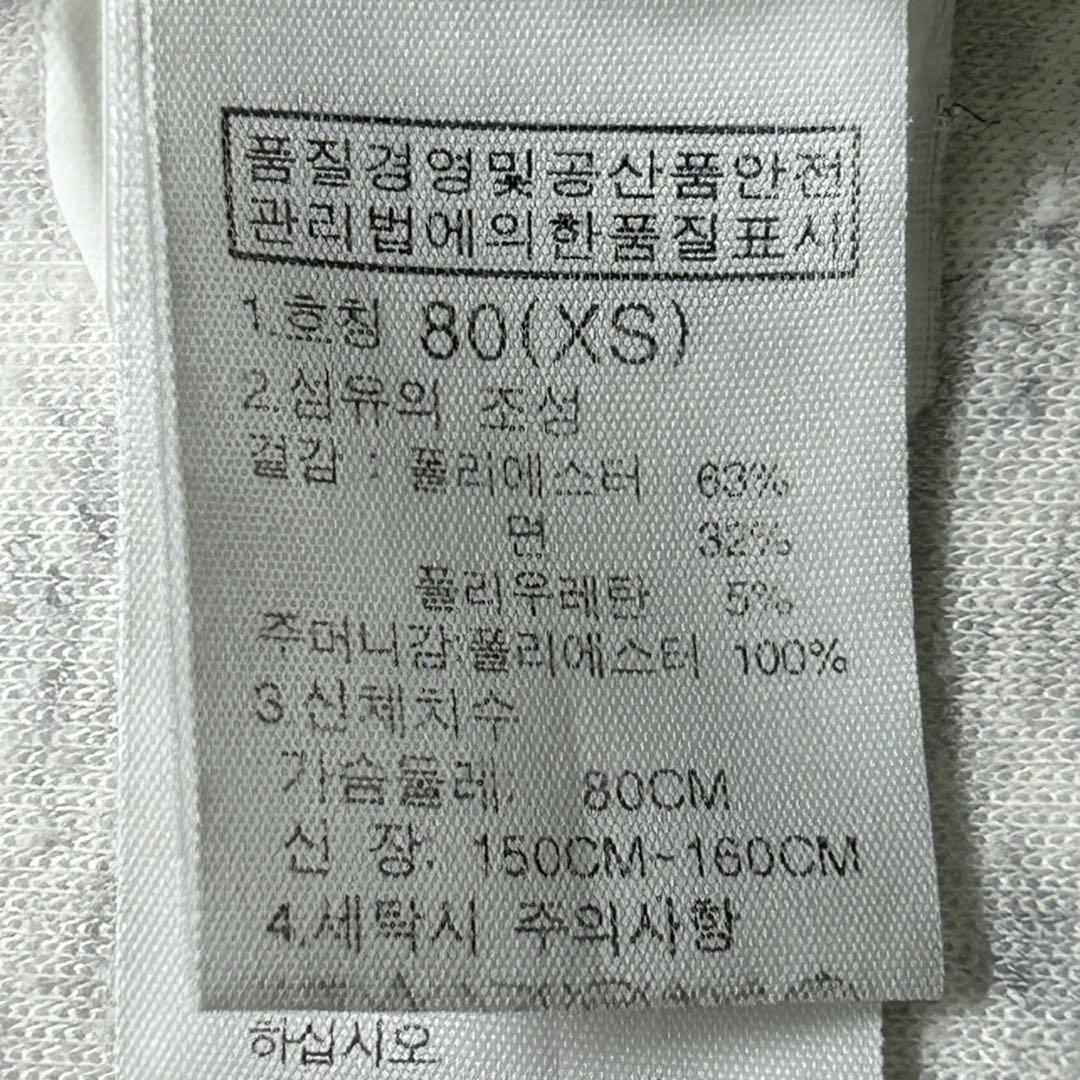 품질경영및공산품안전
관리법에의한품질표시
1.호칭 80(XS)
2.섬유의 조성
겉감 : 폴리에스터 63%
면 32%
폴리우레탄 5%
주머니감:폴리에스터 100%
3.신체치수
가슴둘레: 80CM
신 장: 150CM~160CM
4.세탁시 주의사항
하십시오